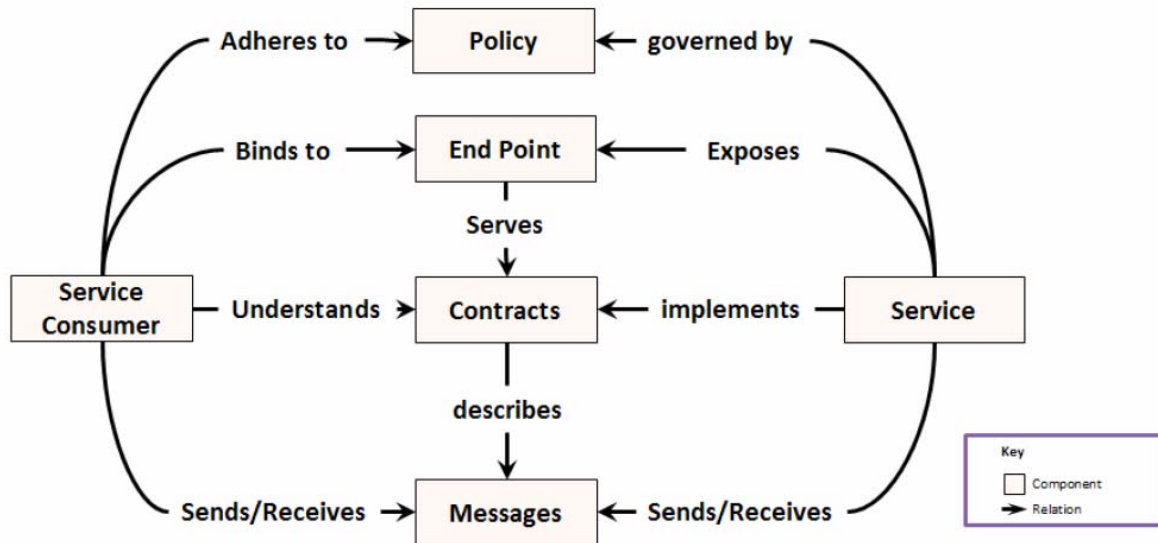 Adheres to
Policy
governed by
Binds to
End Point
Exposes
Serves
Service
Consumer
Understands
Contracts
implements
Service
describes
Sends/Receives
Messages
Sends/Receives
Key
Component
Relation